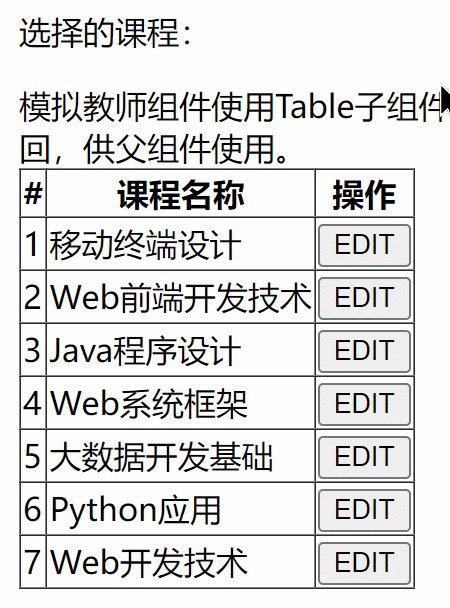 选择的课程：
模拟教师组件使用Table子组件
回，供父组件使用。
# 课程名称 操作
1 移动终端设计 EDIT
2 Web前端开发技术 EDIT
3 Java程序设计 EDIT
4 Web系统框架 EDIT
5 大数据开发基础 EDIT
6 Python应用 EDIT
7 Web开发技术 EDIT